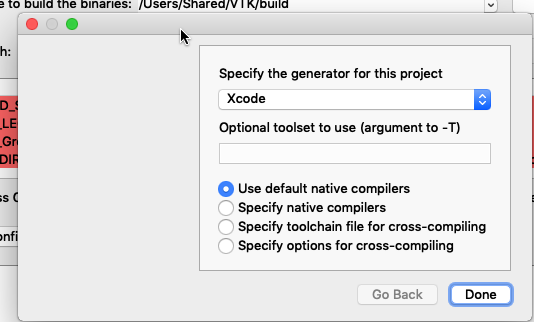 e to build the binaries: /Users/Shared/VTK/build
h:
Specify the generator for this project
Xcode
Optional toolset to use (argument to -T)
D_S
_LE
_Gr
DIR
Use default native compilers
ss C
Specify native compilers
Specify toolchain file for cross-compiling
onfi
Specify options for cross-compiling
Go Back
Done